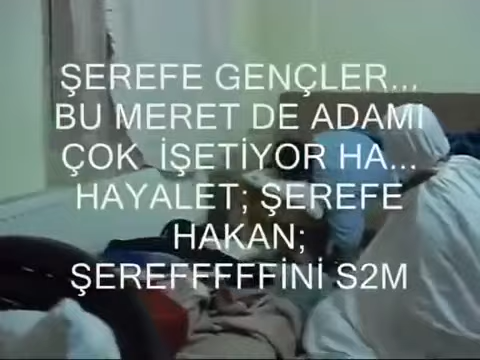 ŞEREFE GENÇLER...
BU MERET DE ADAMI
ÇOK İŞETİYOR HA...
HAYALET; ŞEREFE
HAKAN;
ŞEREFFFFFİNİ S2M